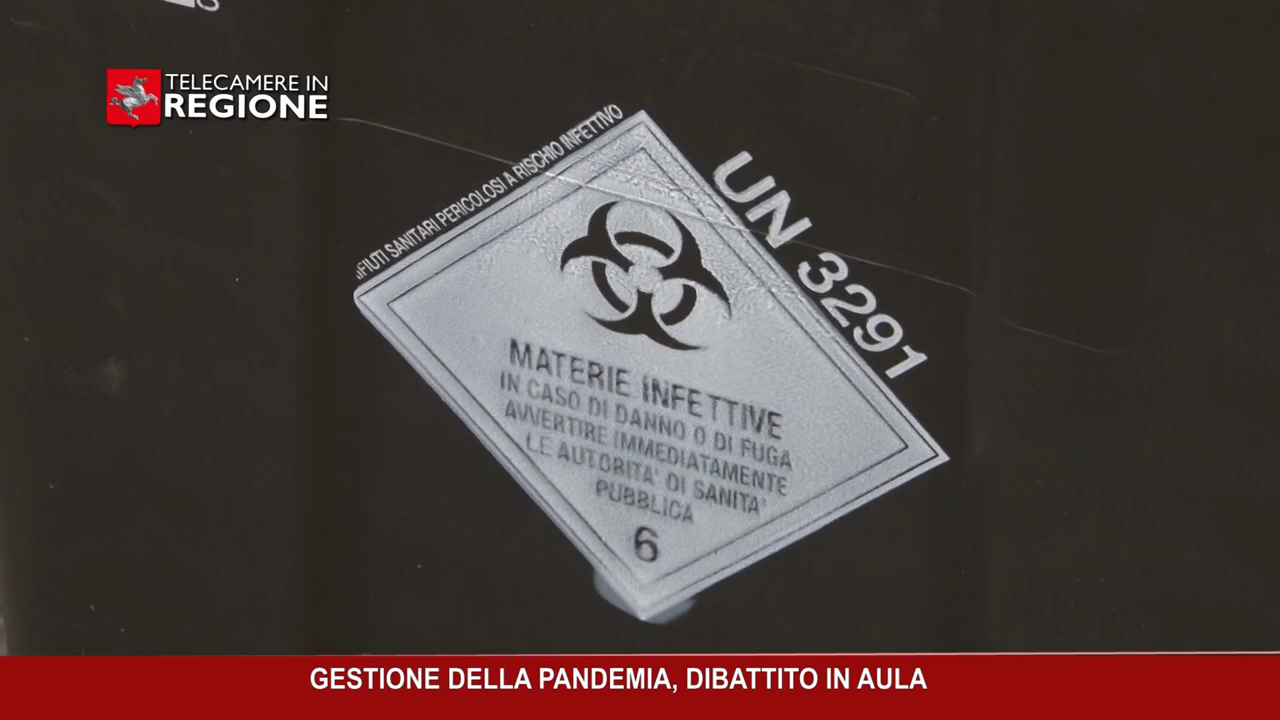 TELECAMERE IN
REGIONE
RIFIUTI SANITARI PERICOLOSI A RISCHIO INFETTIVO
UN 3291
MATERIE INFETTIVE
IN CASO DI DANNO O DI FUGA
AVVERTIRE IMMEDIATAMENTE
LE AUTORITA' DI SANITA'
PUBBLICA
6
GESTIONE DELLA PANDEMIA, DIBATTITO IN AULA